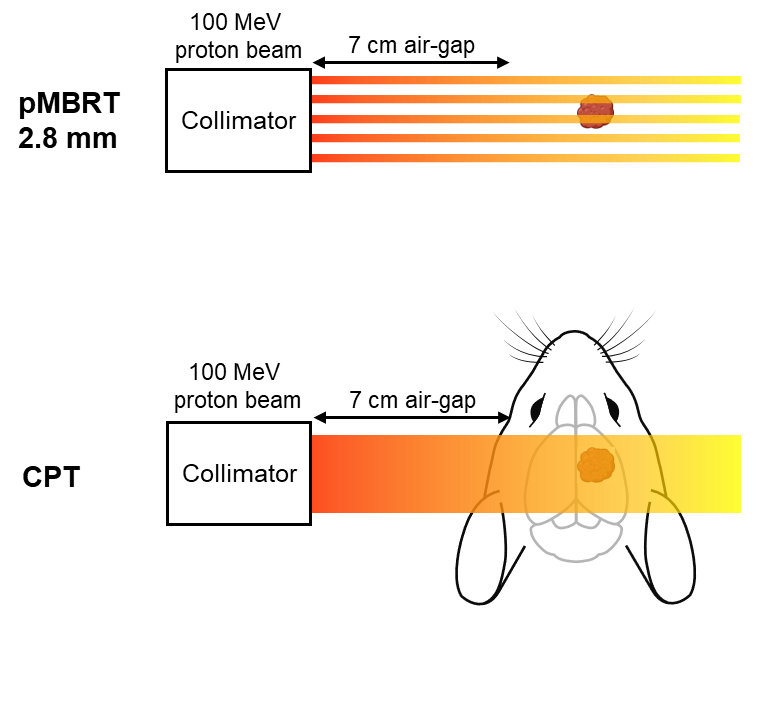 100 MeV
proton beam
7 cm air-gap
pMBRT
2.8 mm
Collimator
100 MeV
proton beam
7 cm air-gap
CPT
Collimator